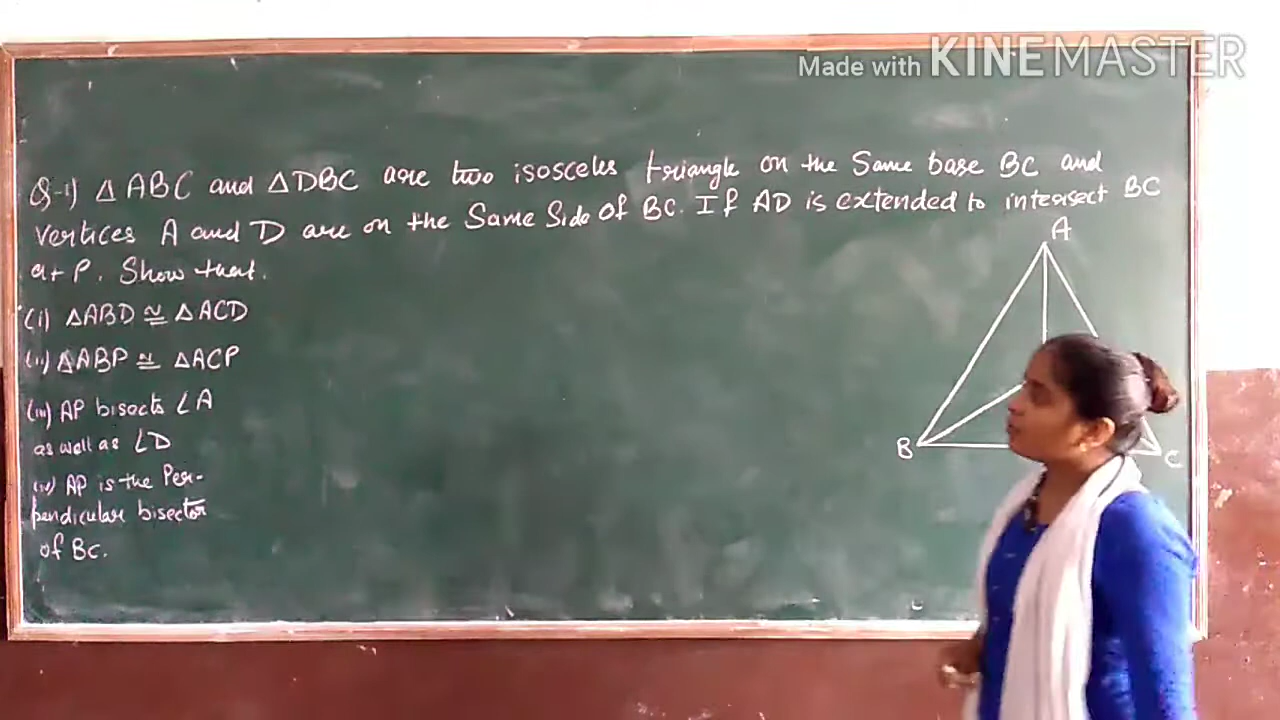 Made with KINEMASTER
Q-1) △ ABC and △DBC are two isosceles triangle on the Same base BC and
vertices A and D are on the Same Side Of BC. If AD is extended to intersect BC
at P. Show that.
(i) △ABD ≅ △ACD
(ii) △ABP ≅ △ACP
(iii) AP bisects ∠A
as well as ∠D
(iv) AP is the Per-
pendicular bisector
of BC.
A
B
C